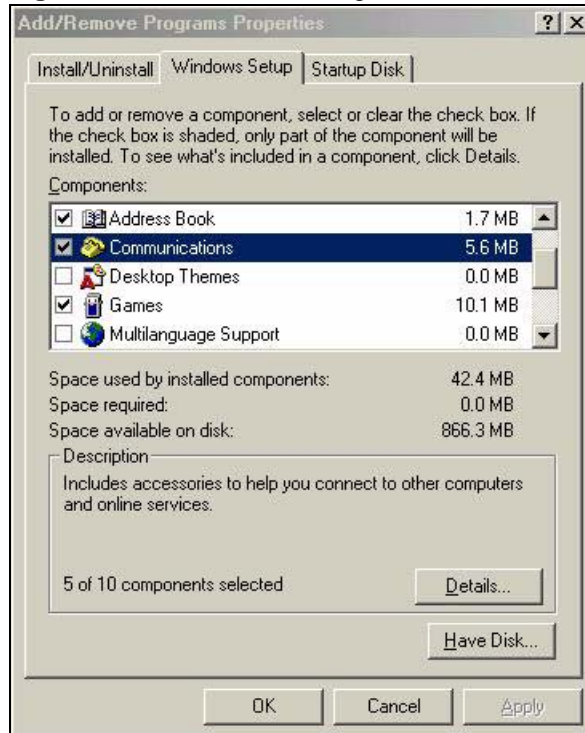 Add/Remove Programs Properties
Install/Uninstall Windows Setup Startup Disk
To add or remove a component, select or clear the check box. If
the check box is shaded, only part of the component will be
installed. To see what's included in a component, click Details.
Components:
Address Book 1.7 MB
Communications 5.6 MB
Desktop Themes 0.0 MB
Games 10.1 MB
Multilanguage Support 0.0 MB
Space used by installed components: 42.4 MB
Space required: 0.0 MB
Space available on disk: 866.3 MB
Description
Includes accessories to help you connect to other computers
and online services.
5 of 10 components selected
Details...
Have Disk...
OK Cancel Apply